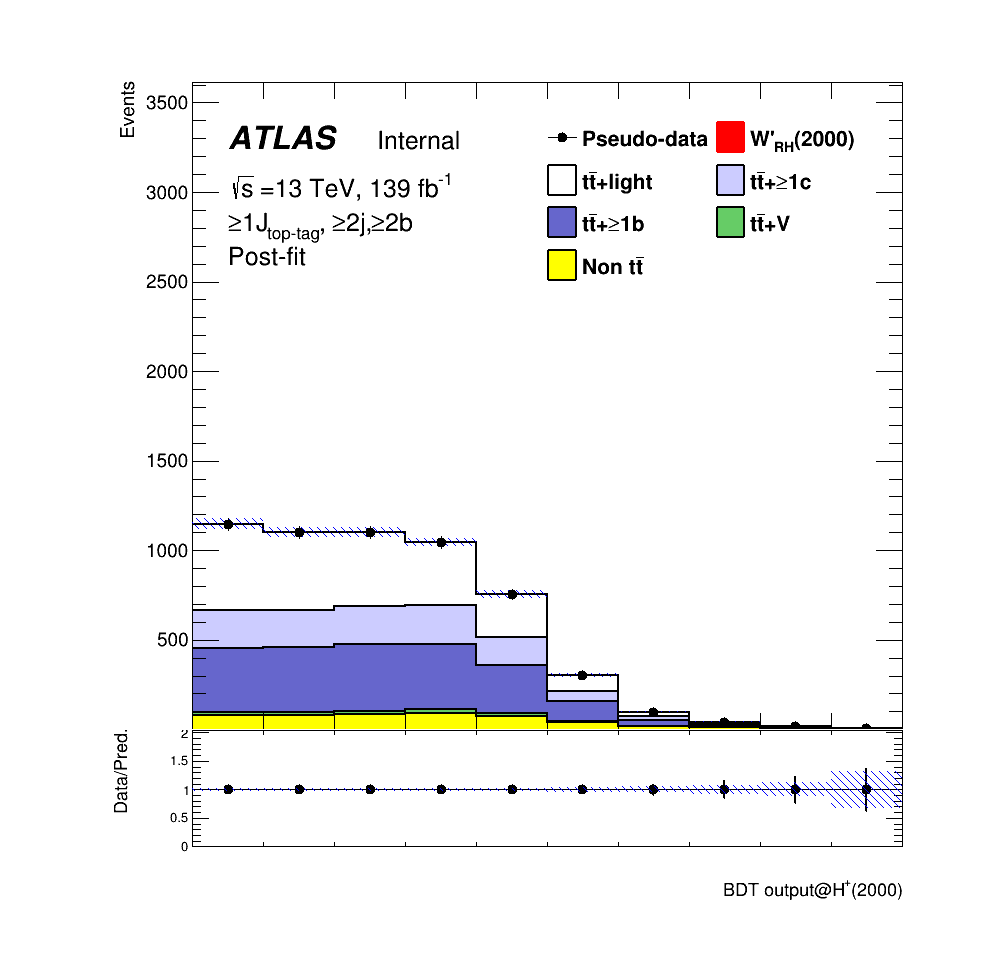 Events
3500
3000
2500
2000
1500
1000
500
ATLAS Internal
√s =13 TeV, 139 fb⁻¹
≥1J_top-tag, ≥2j,≥2b
Post-fit
Pseudo-data
W'_RH(2000)
tt̄+light
tt̄+≥1c
tt̄+≥1b
tt̄+V
Non tt̄
Data/Pred.
2
1.5
1
0.5
0
BDT output@H⁺(2000)